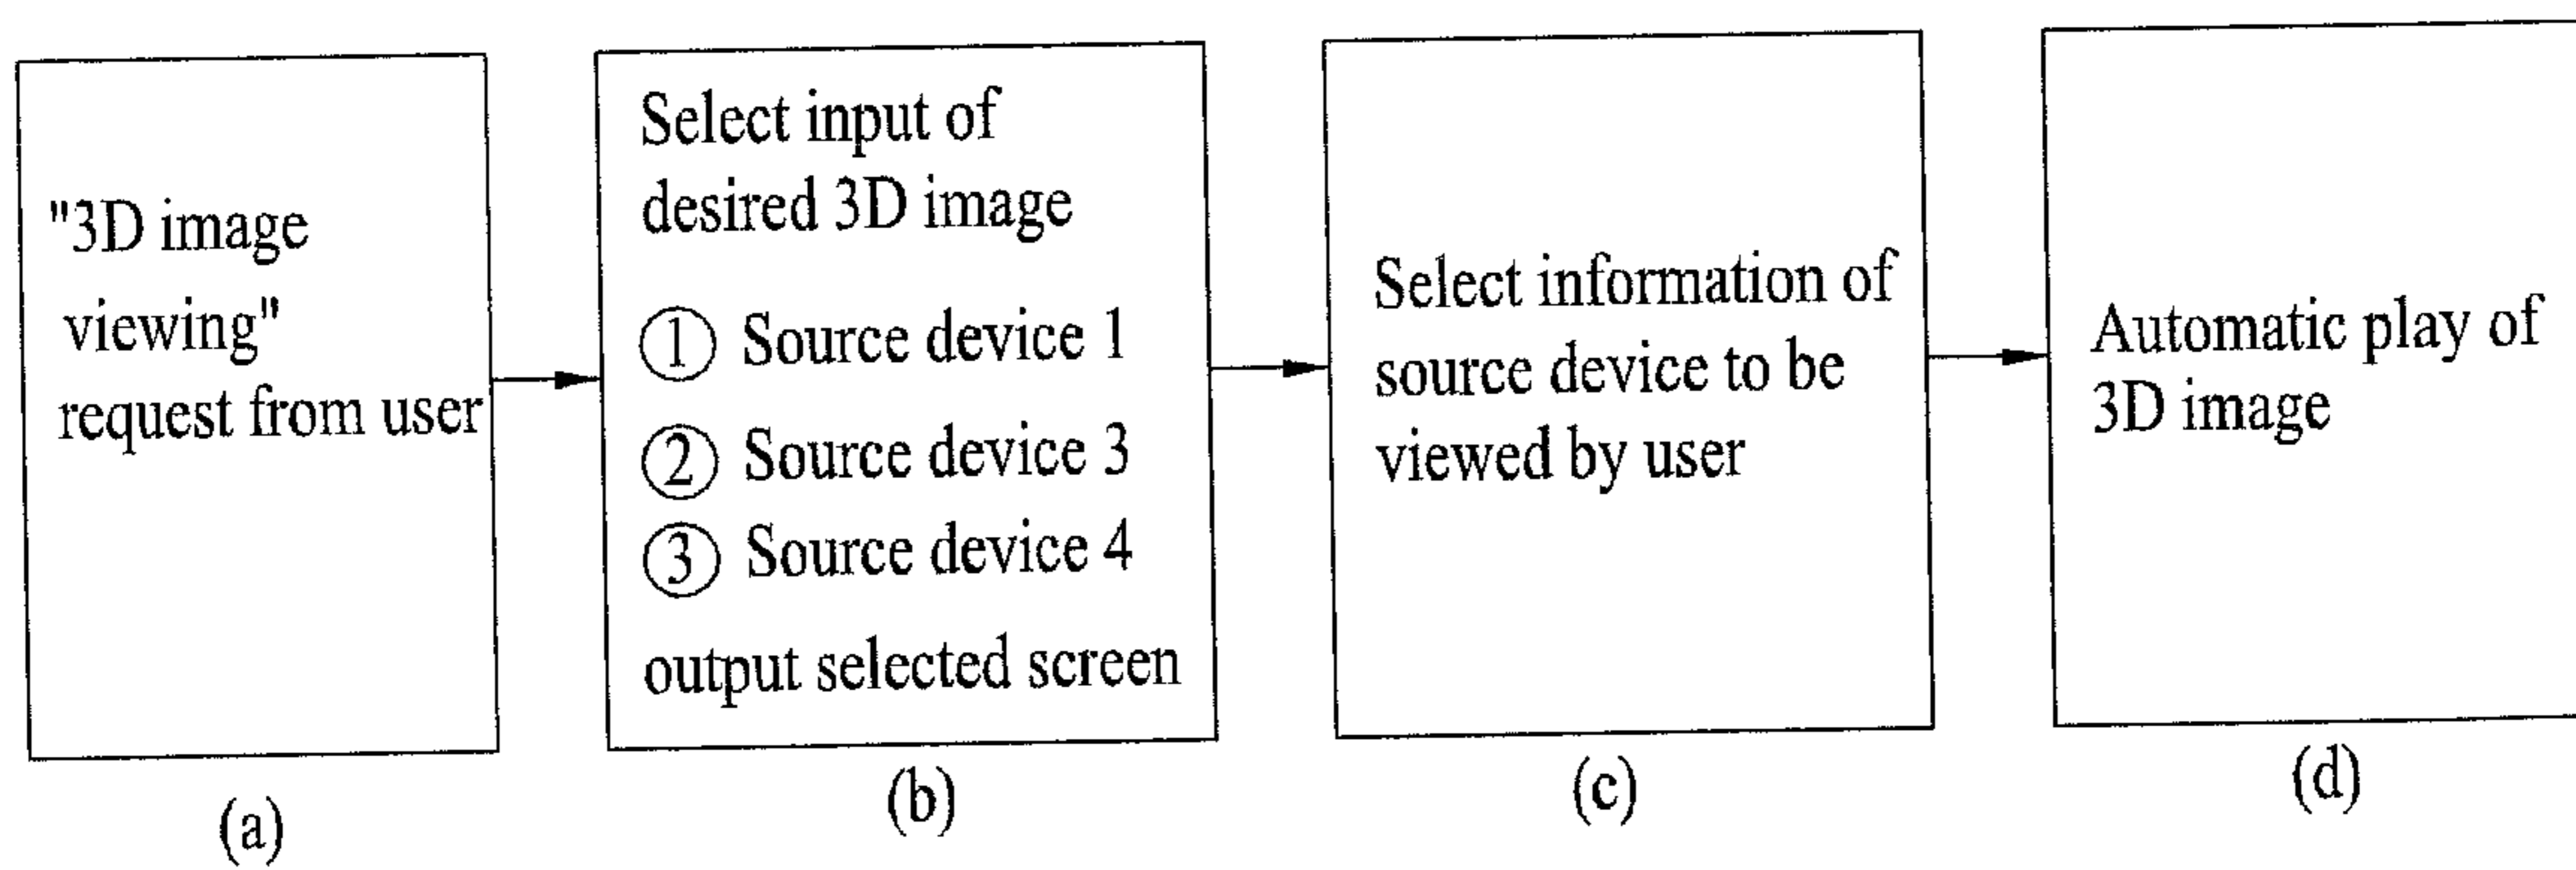 "3D image
viewing"
request from user
(a)
Select input of
desired 3D image
① Source device 1
② Source device 3
③ Source device 4
output selected screen
(b)
Select information of
source device to be
viewed by user
(c)
Automatic play of
3D image
(d)